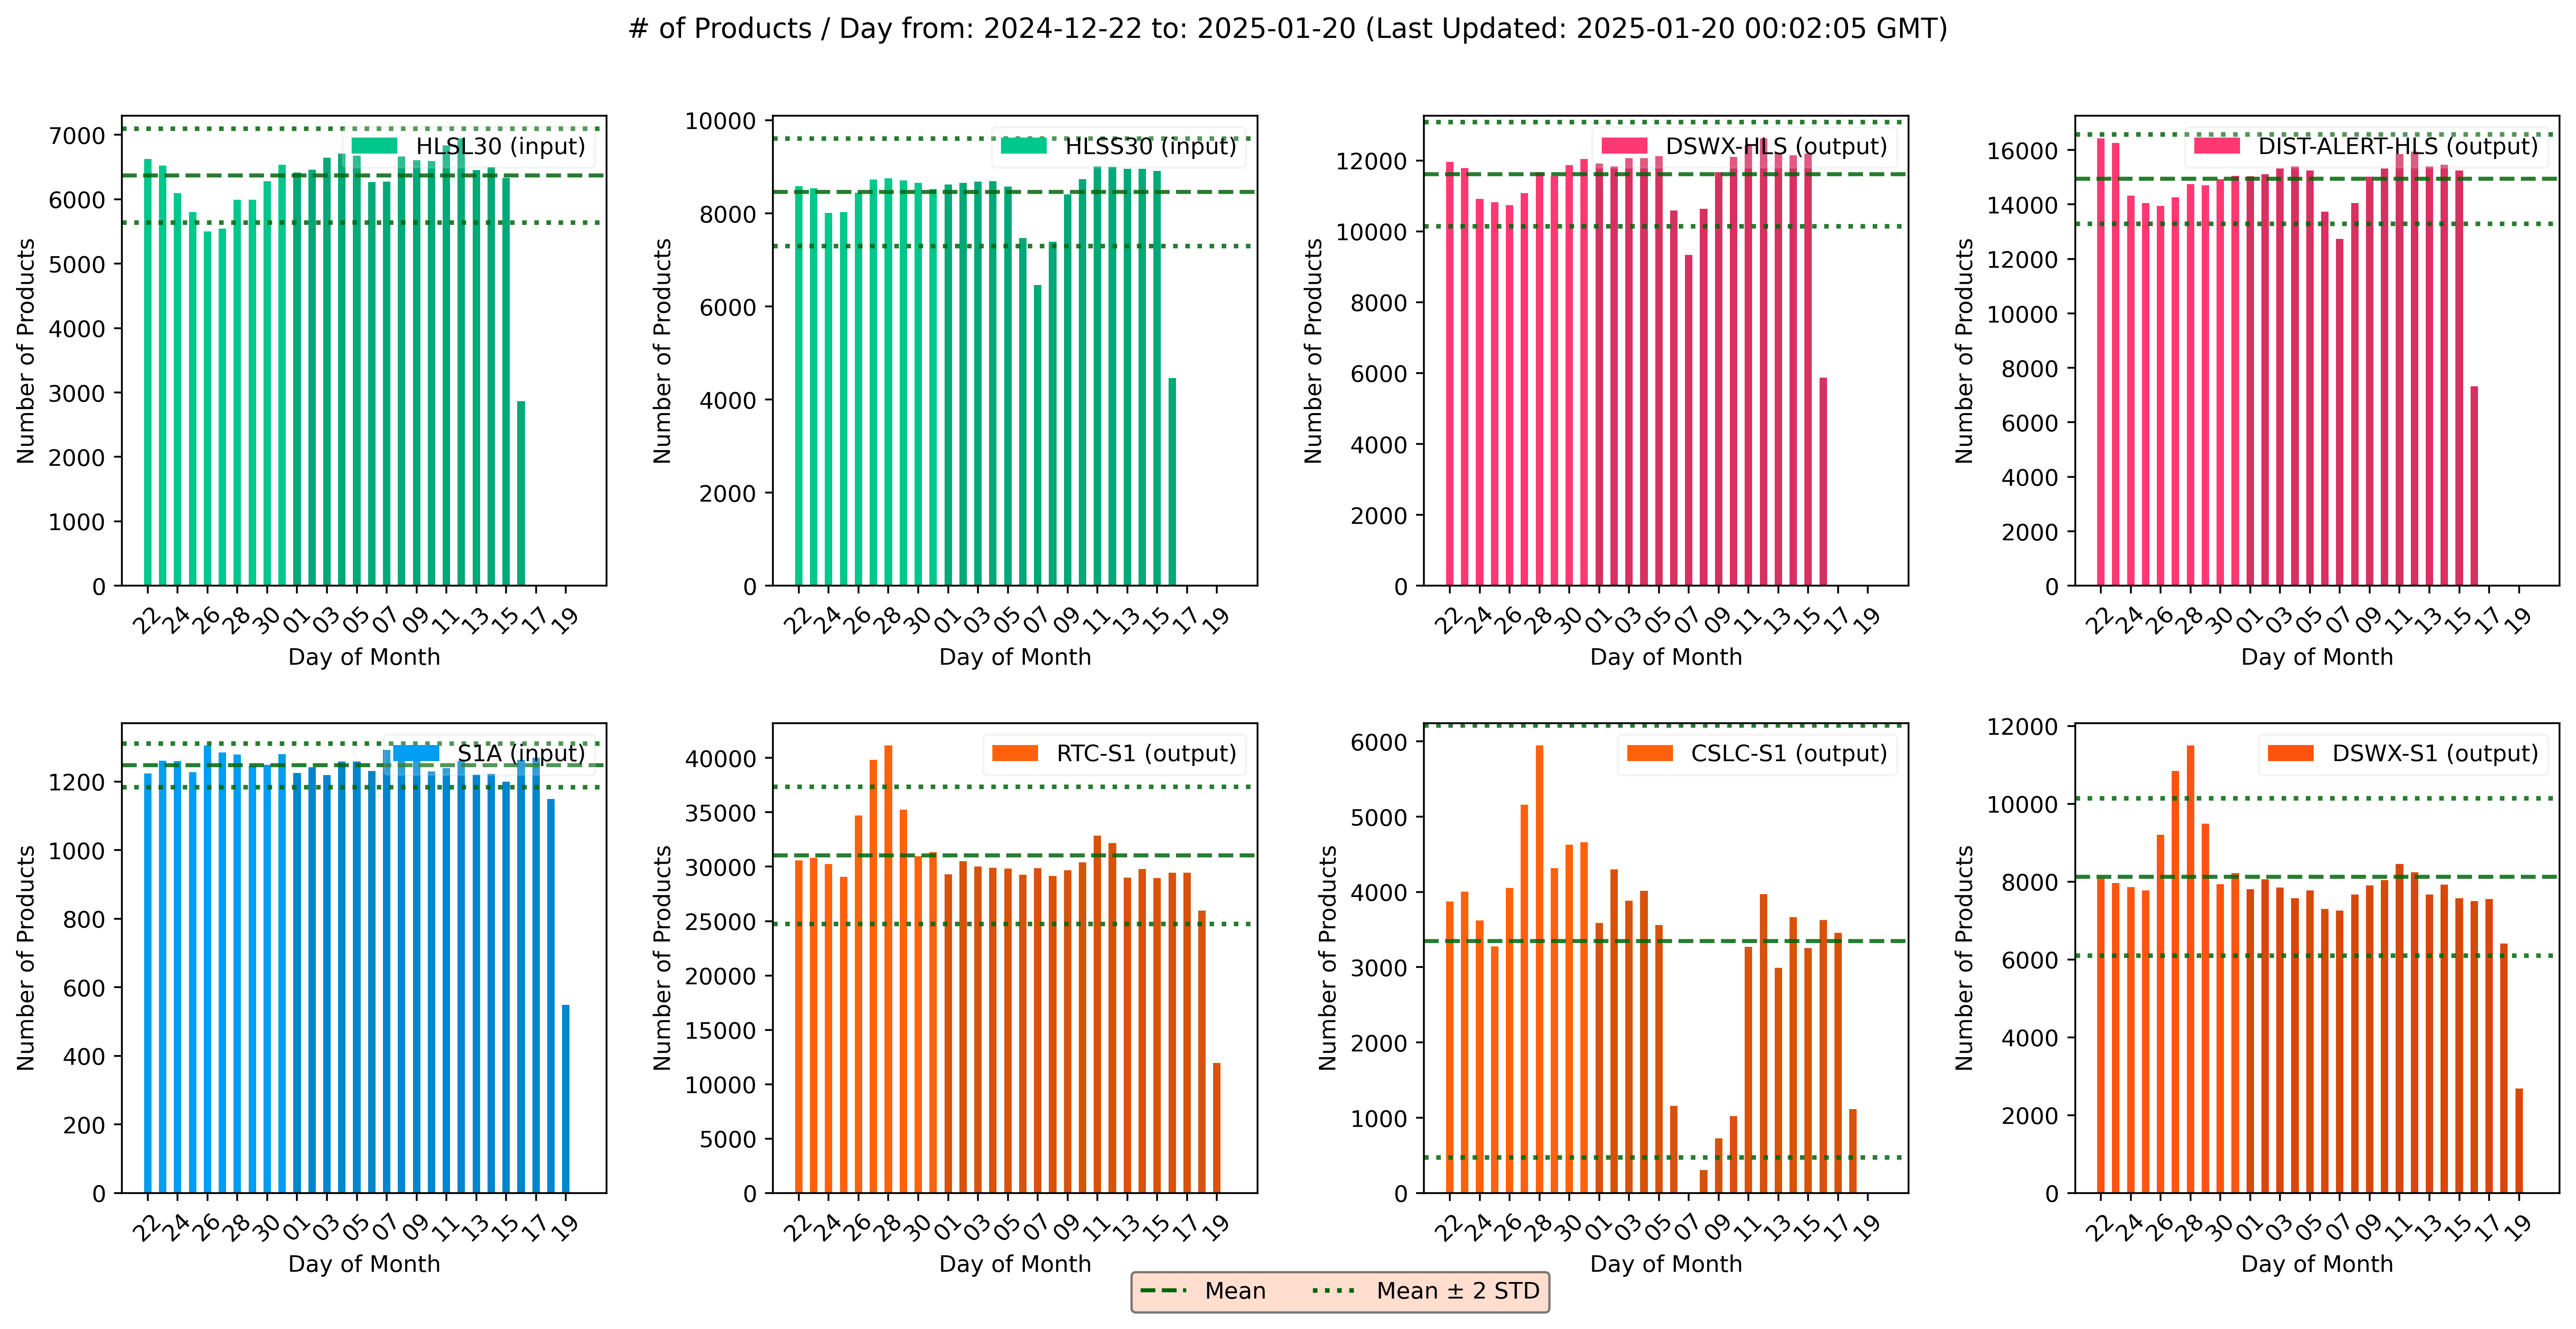 # of Products / Day from: 2024-12-22 to: 2025-01-20 (Last Updated: 2025-01-20 00:02:05 GMT)
HLSL30 (input)
Number of Products
7000
6000
5000
4000
3000
2000
1000
0
22 24 26 28 30 01 03 05 07 09 11 13 15 17 19
Day of Month
HLSS30 (input)
Number of Products
10000
8000
6000
4000
2000
0
22 24 26 28 30 01 03 05 07 09 11 13 15 17 19
Day of Month
DSWX-HLS (output)
Number of Products
12000
10000
8000
6000
4000
2000
0
22 24 26 28 30 01 03 05 07 09 11 13 15 17 19
Day of Month
DIST-ALERT-HLS (output)
Number of Products
16000
14000
12000
10000
8000
6000
4000
2000
0
22 24 26 28 30 01 03 05 07 09 11 13 15 17 19
Day of Month
S1A (input)
Number of Products
1200
1000
800
600
400
200
0
22 24 26 28 30 01 03 05 07 09 11 13 15 17 19
Day of Month
RTC-S1 (output)
Number of Products
40000
35000
30000
25000
20000
15000
10000
5000
0
22 24 26 28 30 01 03 05 07 09 11 13 15 17 19
Day of Month
CSLC-S1 (output)
Number of Products
6000
5000
4000
3000
2000
1000
0
22 24 26 28 30 01 03 05 07 09 11 13 15 17 19
Day of Month
DSWX-S1 (output)
Number of Products
12000
10000
8000
6000
4000
2000
0
22 24 26 28 30 01 03 05 07 09 11 13 15 17 19
Day of Month
Mean
Mean ± 2 STD